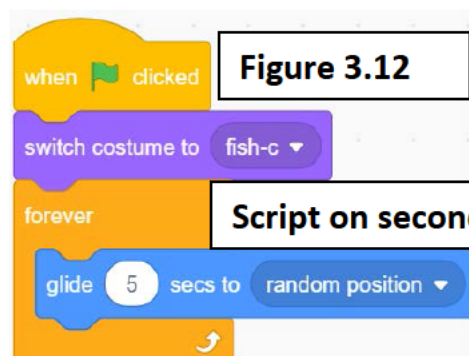 when clicked
Figure 3.12
switch costume to fish-c
forever
Script on secon
glide 5 secs to random position